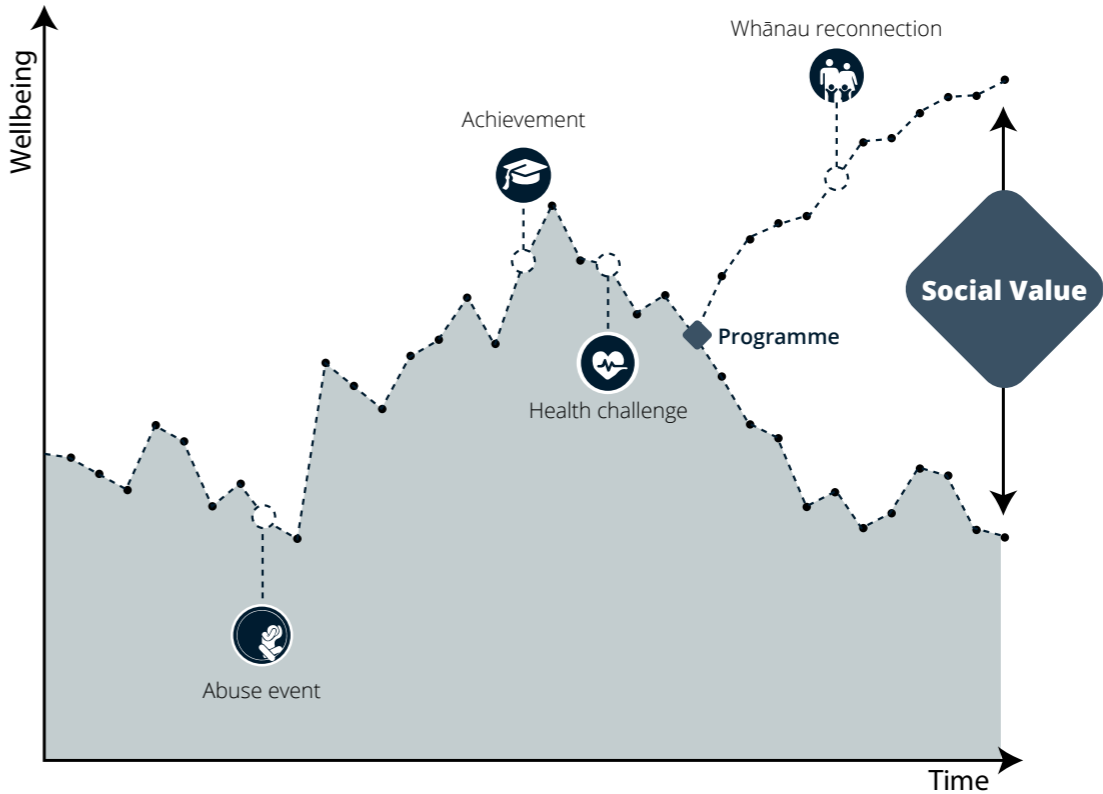 Whānau reconnection
Wellbeing
Achievement
Social Value
Programme
Health challenge
Abuse event
Time